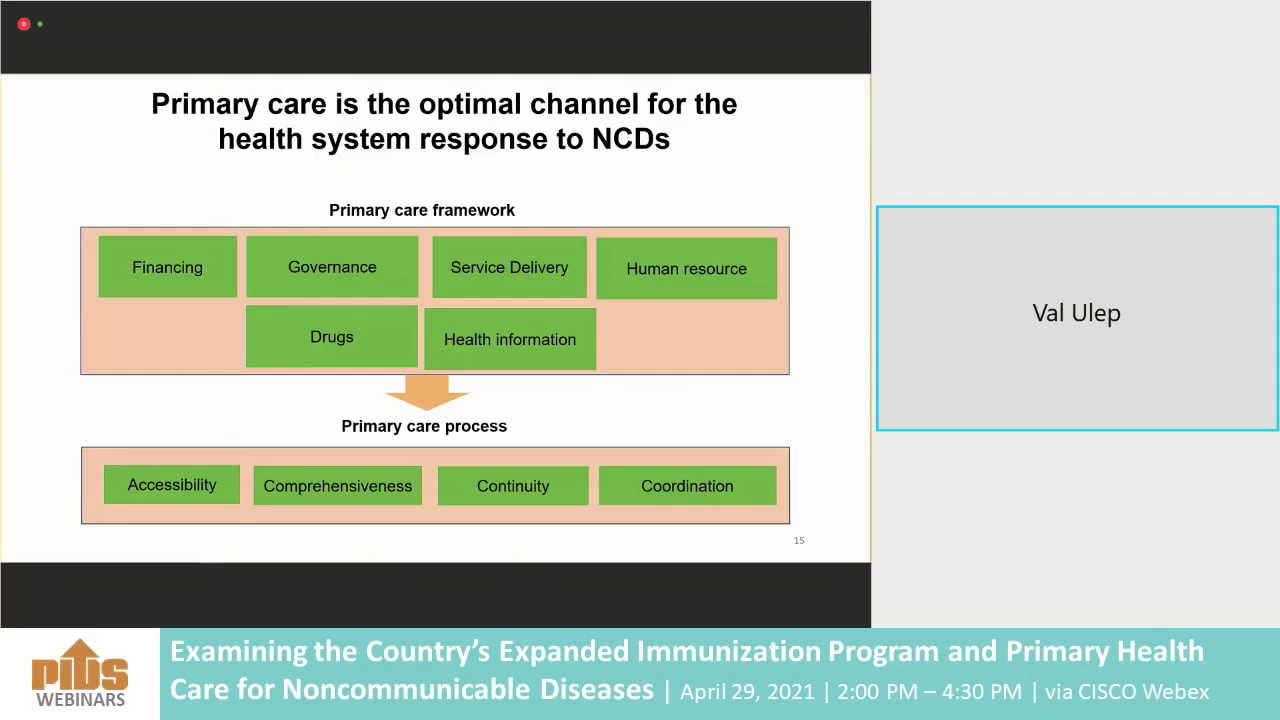 Primary care is the optimal channel for the
health system response to NCDs
Primary care framework
Financing
Governance
Service Delivery
Human resource
Drugs
Health information
Primary care process
Accessibility
Comprehensiveness
Continuity
Coordination
15
Val Ulep
PIDS
WEBINARS
Examining the Country's Expanded Immunization Program and Primary Health
Care for Noncommunicable Diseases | April 29, 2021 | 2:00 PM – 4:30 PM | via CISCO Webex